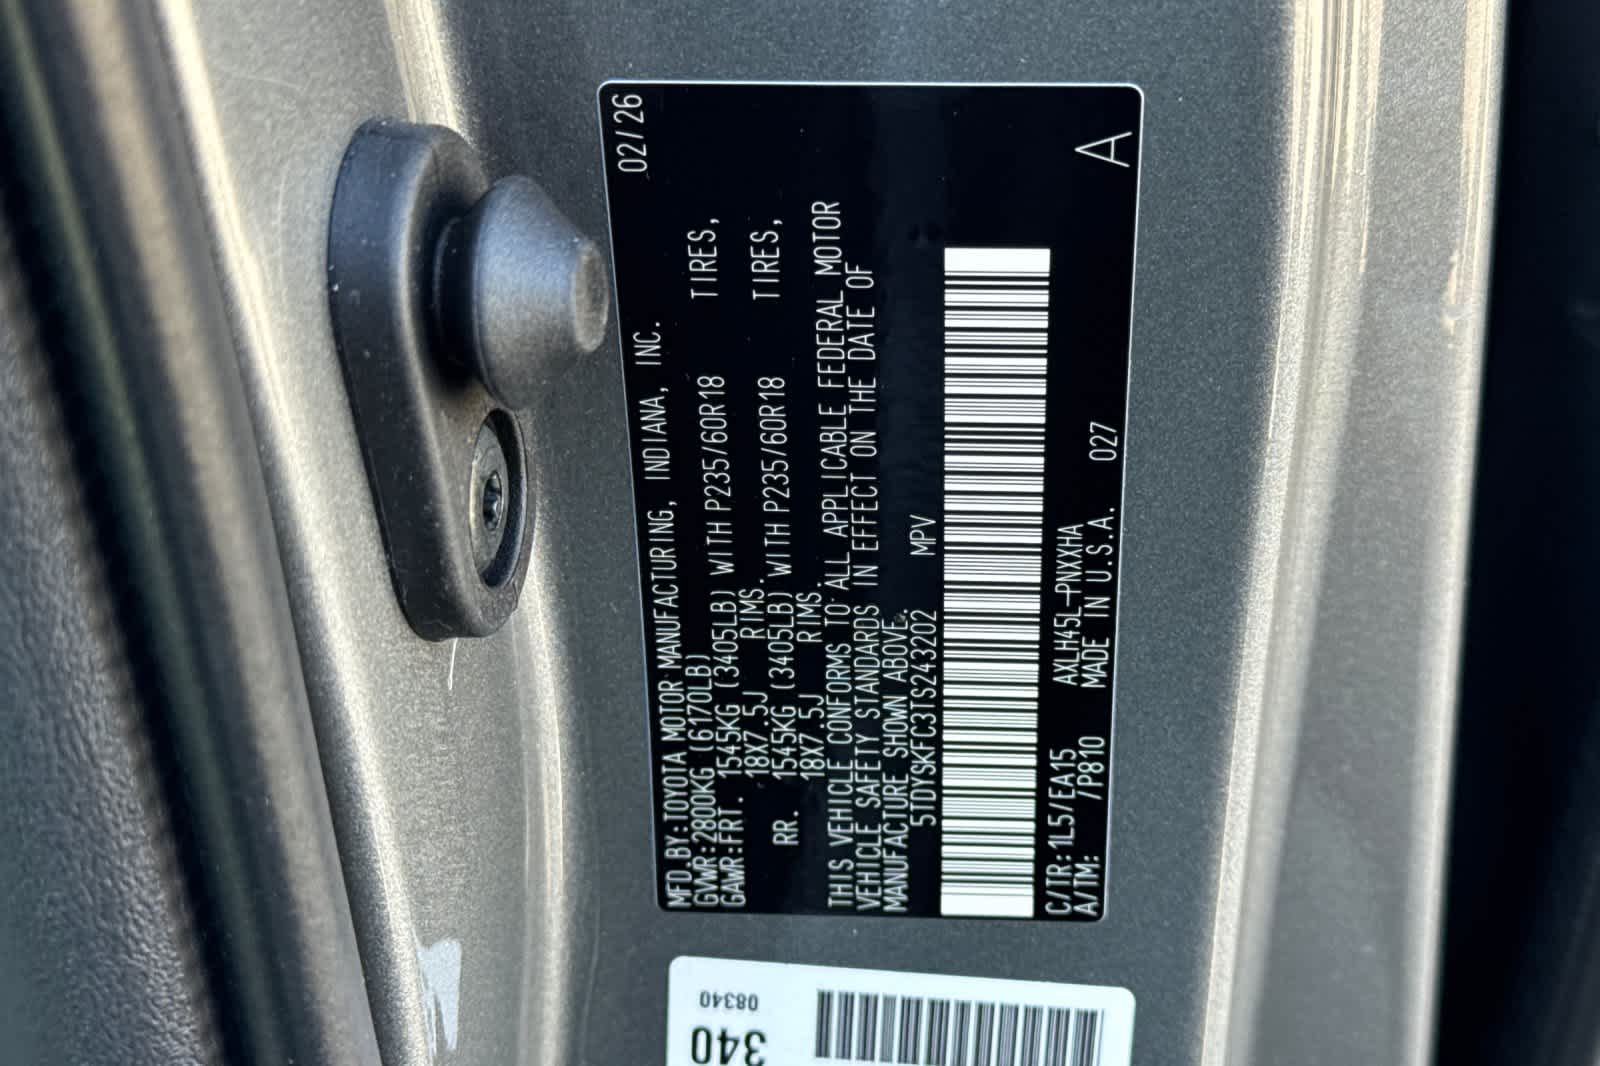 MFD.BY:TOYOTA MOTOR MANUFACTURING, INDIANA, INC. 02/26
GVWR:2800KG (6170LB)
GAWR:FRT. 1545KG (3405LB) WITH P235/60R18 TIRES,
18X7.5J RIMS.
RR. 1545KG (3405LB) WITH P235/60R18 TIRES,
18X7.5J RIMS.
THIS VEHICLE CONFORMS TO ALL APPLICABLE FEDERAL MOTOR
VEHICLE SAFETY STANDARDS IN EFFECT ON THE DATE OF
MANUFACTURE SHOWN ABOVE.
5TDYSKFC3TS243202 MPV
C/TR:1L5/EA15 AXLH45L-PNXXHA
A/TM: /P810 MADE IN U.S.A. 027 A
08340
340